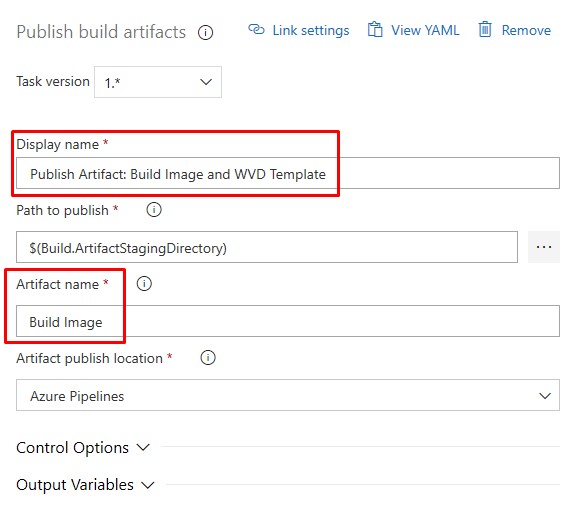 Publish build artifacts Link settings View YAML Remove
Task version 1.*
Display name *
Publish Artifact: Build Image and WVD Template
Path to publish *
$(Build.ArtifactStagingDirectory) ...
Artifact name *
Build Image
Artifact publish location *
Azure Pipelines
Control Options
Output Variables